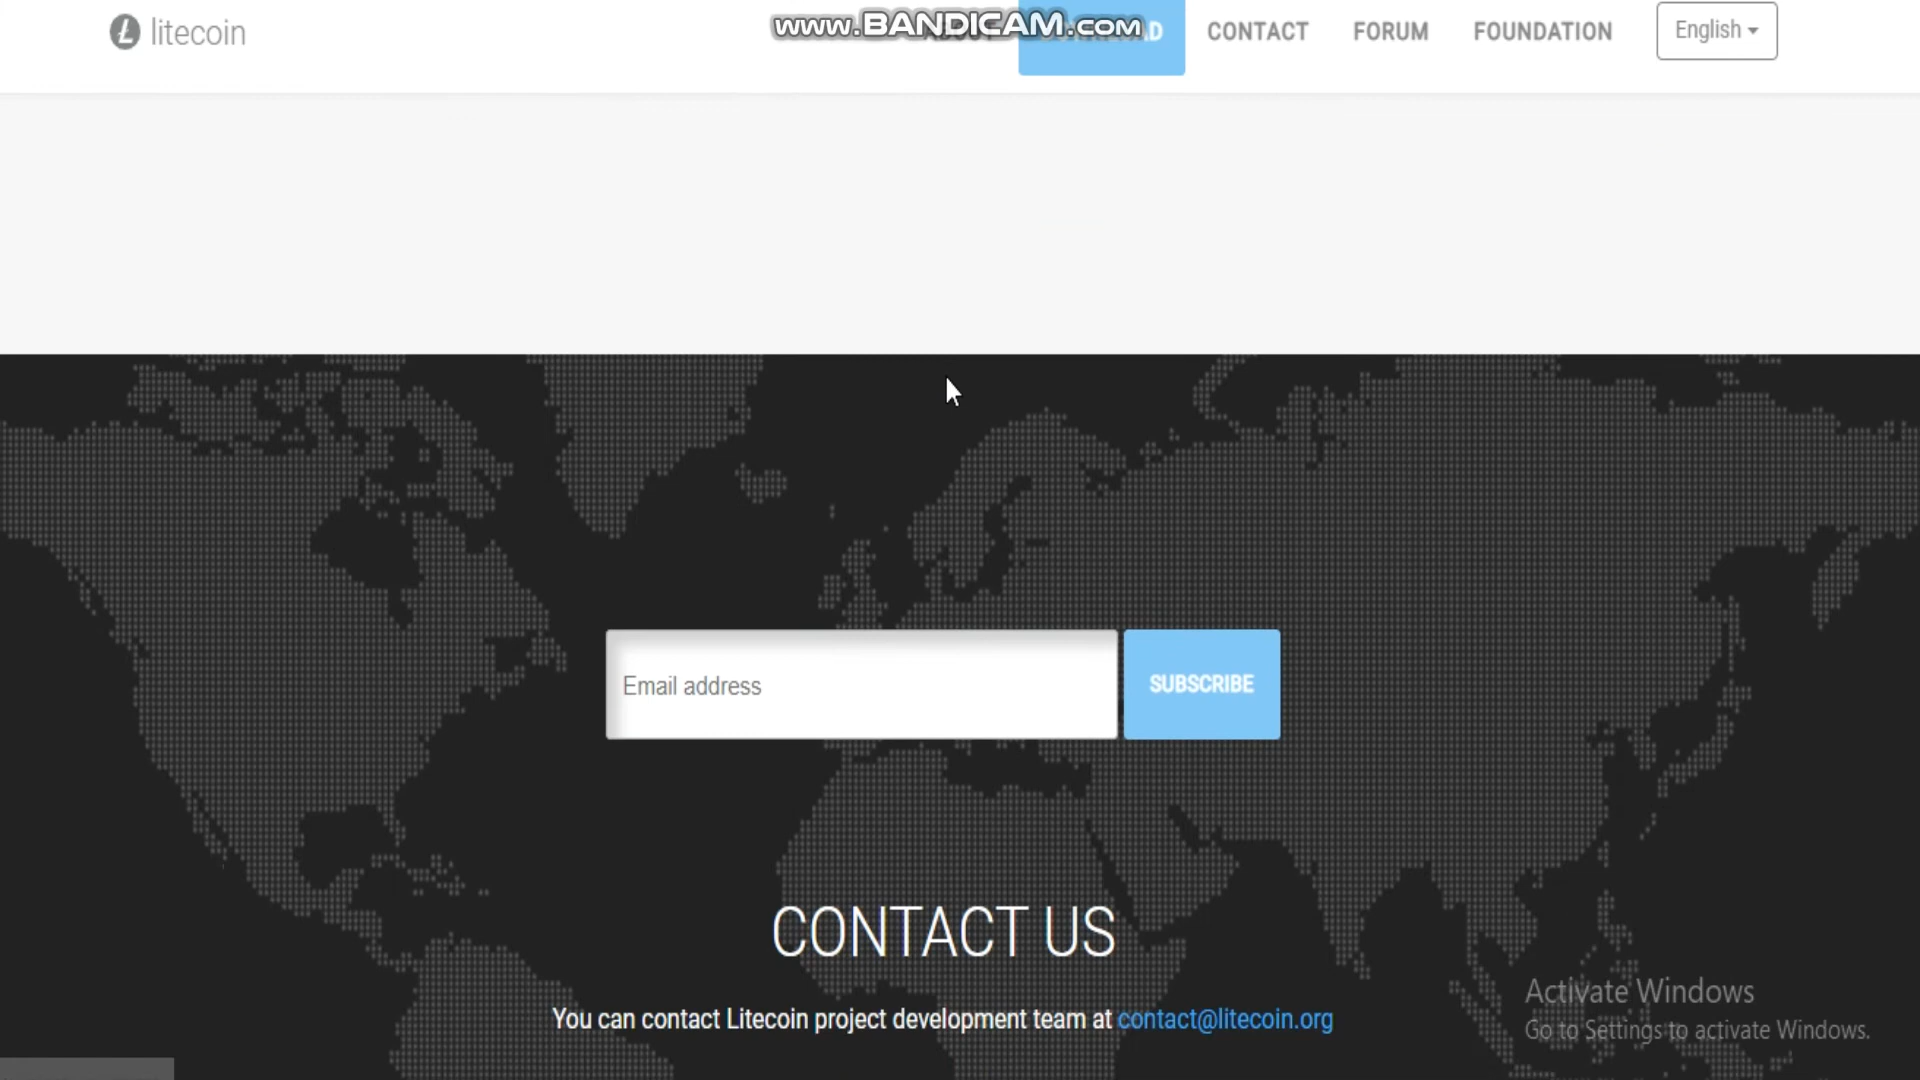 litecoin
www.BANDICAM.com
CONTACT
FORUM
FOUNDATION
English
Email address
SUBSCRIBE
CONTACT US
You can contact Litecoin project development team at contact@litecoin.org
Activate Windows
Go to Settings to activate Windows.